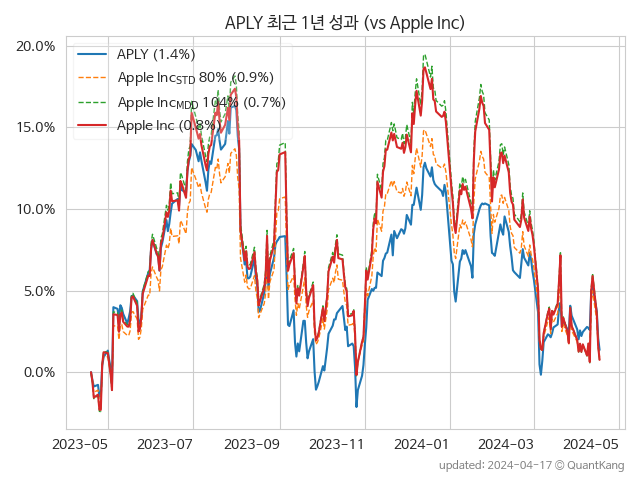 APLY 최근 1년 성과 (vs Apple Inc)
20.0%
15.0%
10.0%
5.0%
0.0%
APLY (1.4%)
Apple IncSTD 80% (0.9%)
Apple IncMDD 104% (0.7%)
Apple Inc (0.8%)
2023-05 2023-07 2023-09 2023-11 2024-01 2024-03 2024-05
updated: 2024-04-17 © QuantKang